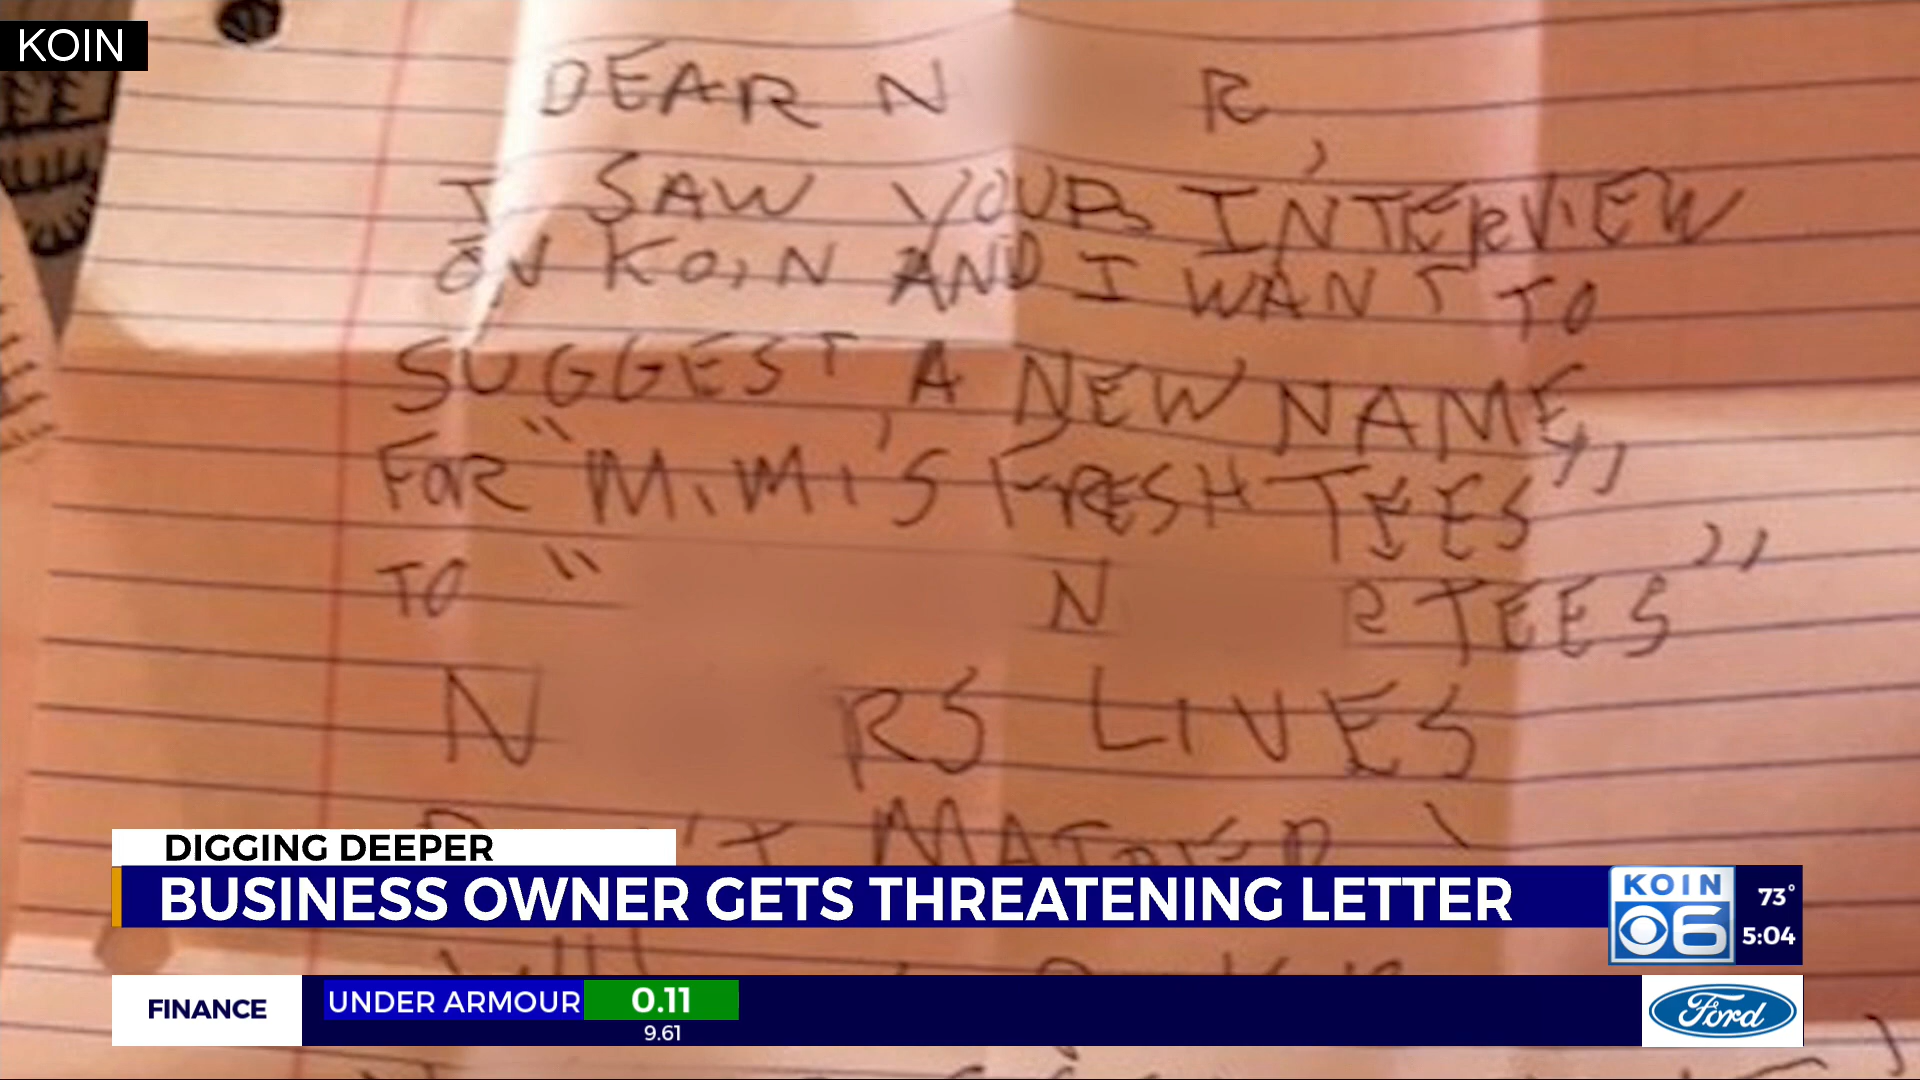 KOIN
DEAR N R,
I SAW YOUR INTERVIEW
ON KOIN AND I WANT TO
SUGGEST A NEW NAME,
FOR "MIMI'S FRESH TEES"
TO " N R TEES"
N RS LIVES
MATTER
DIGGING DEEPER
BUSINESS OWNER GETS THREATENING LETTER
KOIN
6
73°
5:04
FINANCE
UNDER ARMOUR 0.11
9.61
Ford